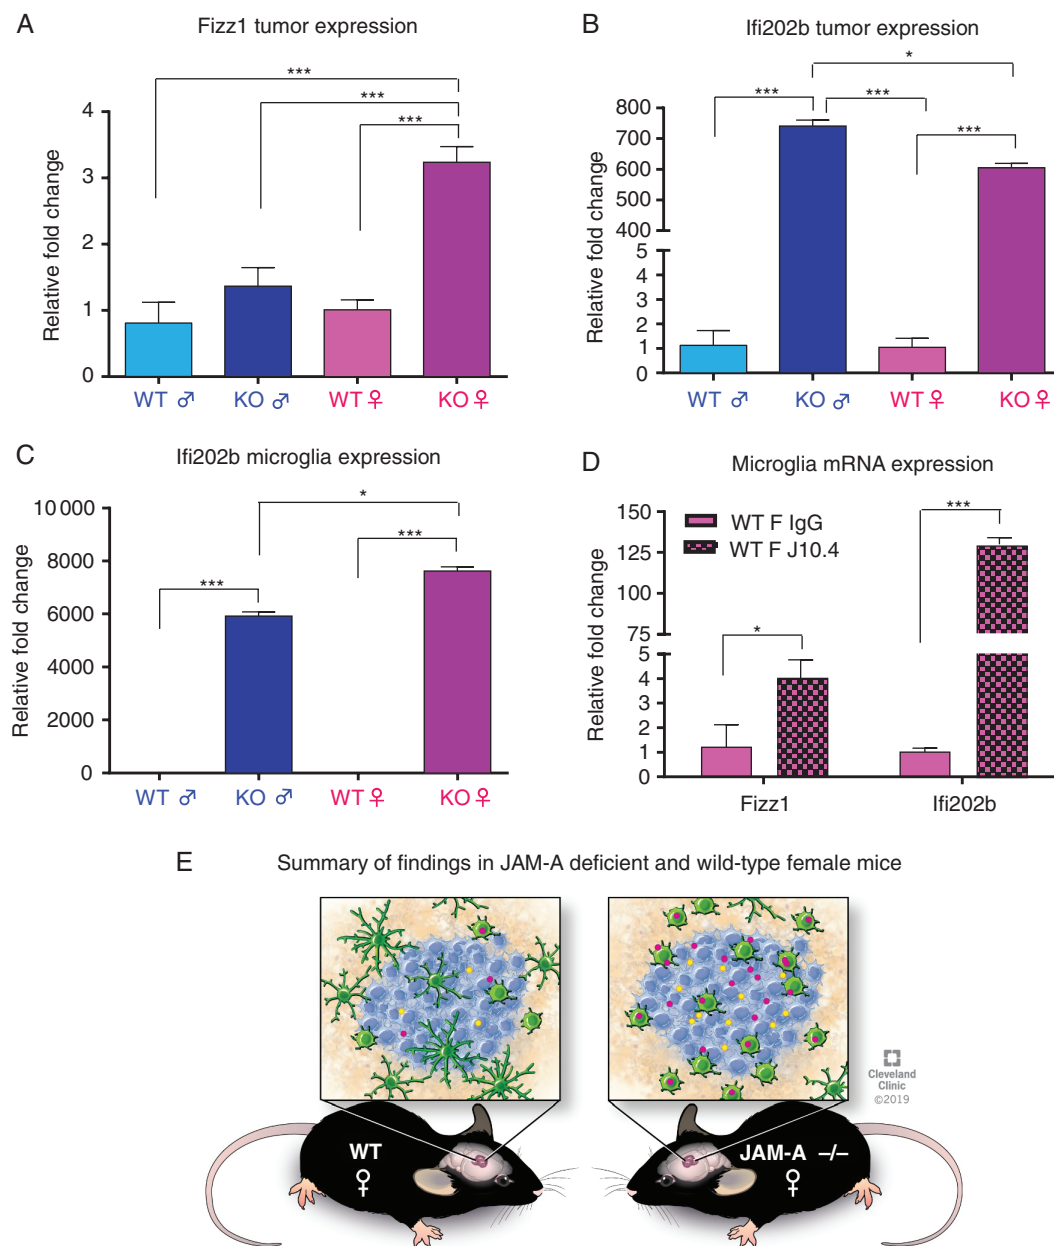 A
Fizz1 tumor expression
***
***
***
Relative fold change
4
3
2
1
0
WT ♂
KO ♂
WT ♀
KO ♀
B
Ifi202b tumor expression
*
***
***
***
Relative fold change
800
700
600
500
400
5
4
3
2
1
0
WT ♂
KO ♂
WT ♀
KO ♀
C
Ifi202b microglia expression
*
***
***
Relative fold change
10 000
8000
6000
4000
2000
0
WT ♂
KO ♂
WT ♀
KO ♀
D
Microglia mRNA expression
WT F IgG
WT F J10.4
***
*
Relative fold change
150
125
100
75
5
4
3
2
1
0
Fizz1
Ifi202b
E
Summary of findings in JAM-A deficient and wild-type female mice
Cleveland
Clinic
©2019
WT
♀
JAM-A –/–
♀